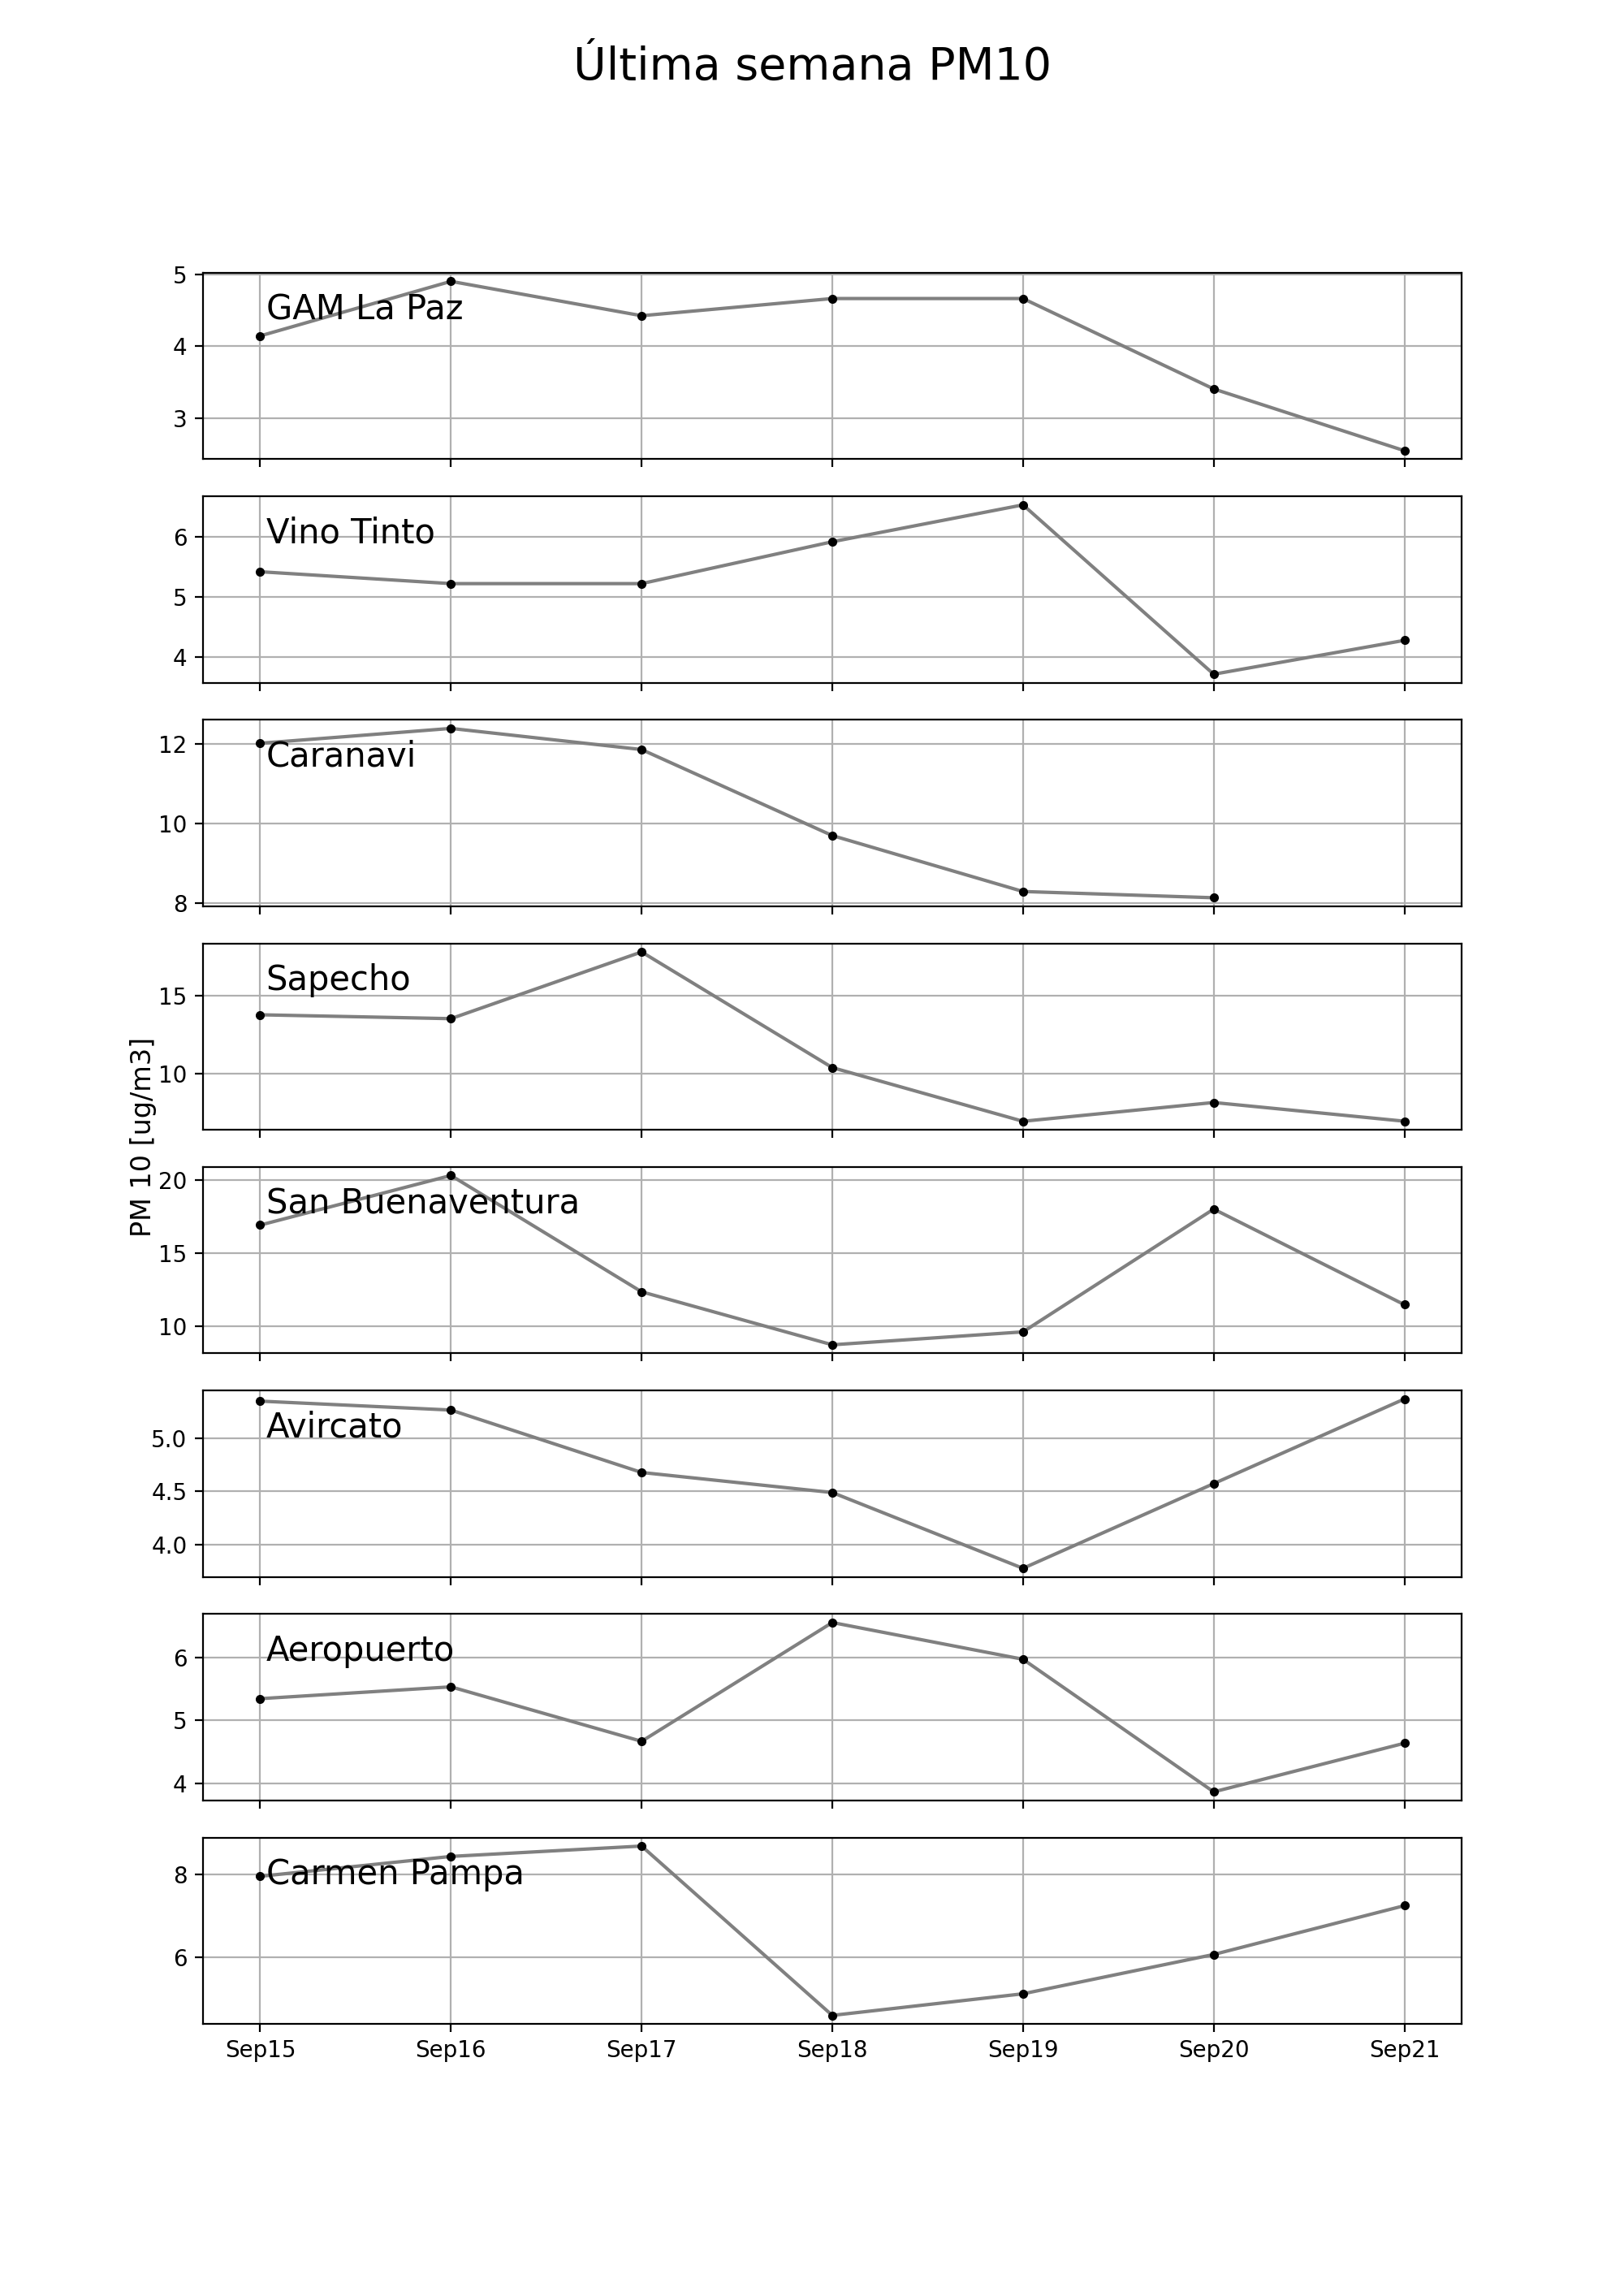 Última semana PM10
5
GAM La Paz
4
3
Vino Tinto
6
5
4
12
Caranavi
10
8
Sapecho
15
10
PM 10 [ug/m3]
20
San Buenaventura
15
10
Avircato
5.0
4.5
4.0
Aeropuerto
6
5
4
8
Carmen Pampa
6
Sep15 Sep16 Sep17 Sep18 Sep19 Sep20 Sep21